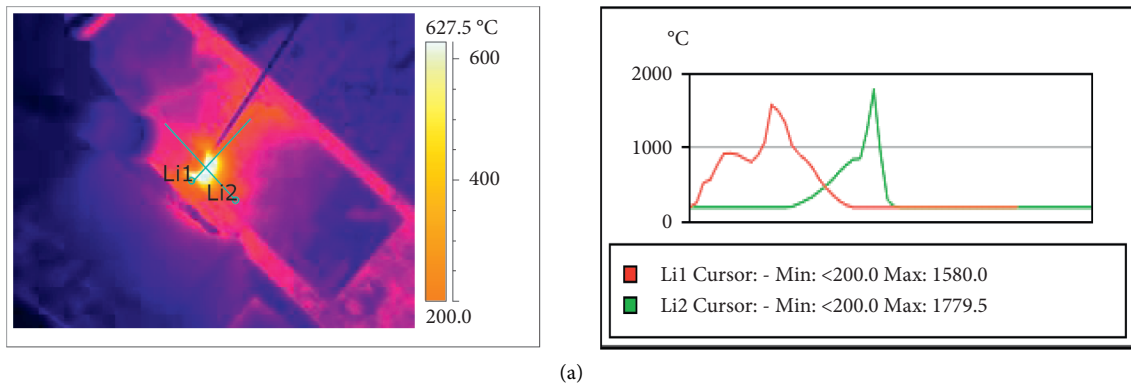 627.5 °C
600
400
200.0
Li1
Li2
°C
2000
1000
0
Li1 Cursor: - Min: <200.0 Max: 1580.0
Li2 Cursor: - Min: <200.0 Max: 1779.5
(a)